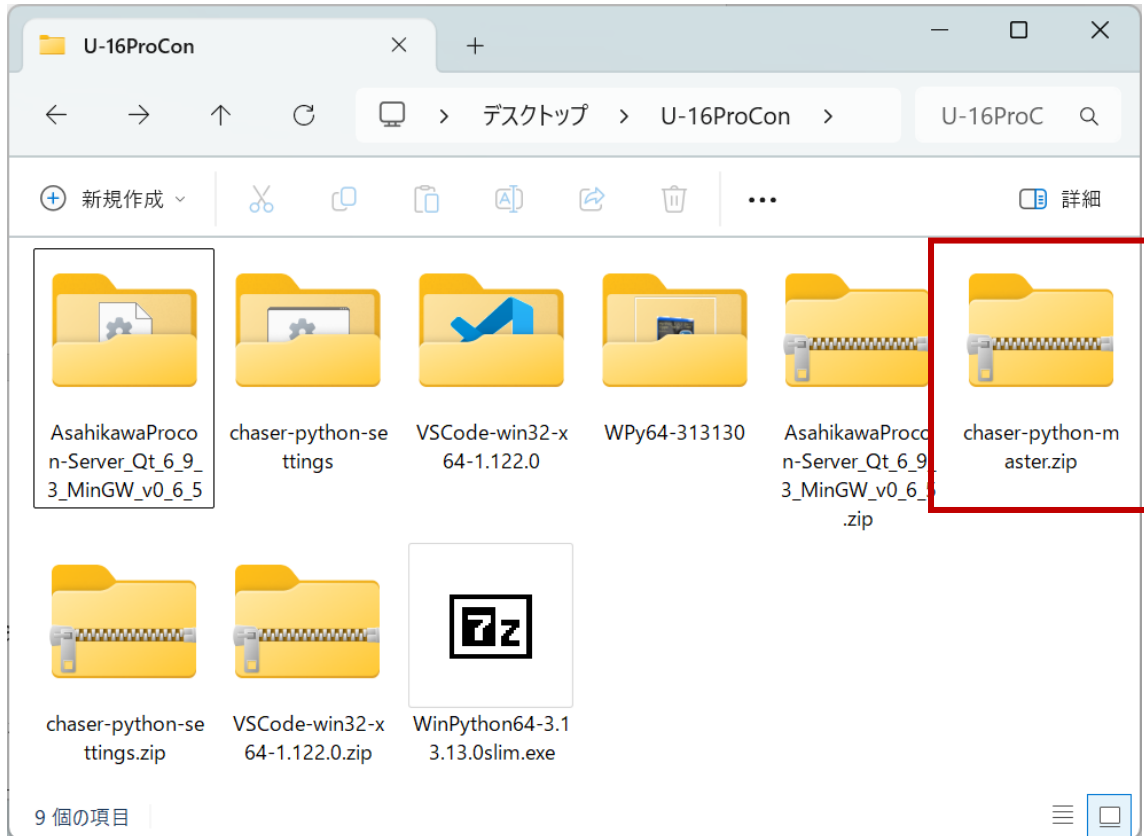 U-16ProCon
デスクトップ > U-16ProCon >
U-16ProC
新規作成
詳細
AsahikawaProco
n-Server_Qt_6_9_
3_MinGW_v0_6_5
chaser-python-se
ttings
VSCode-win32-x
64-1.122.0
WPy64-313130
AsahikawaProco
n-Server_Qt_6_9_
3_MinGW_v0_6_5
.zip
chaser-python-m
aster.zip
chaser-python-se
ttings.zip
VSCode-win32-x
64-1.122.0.zip
7z
WinPython64-3.1
3.13.0slim.exe
9 個の項目